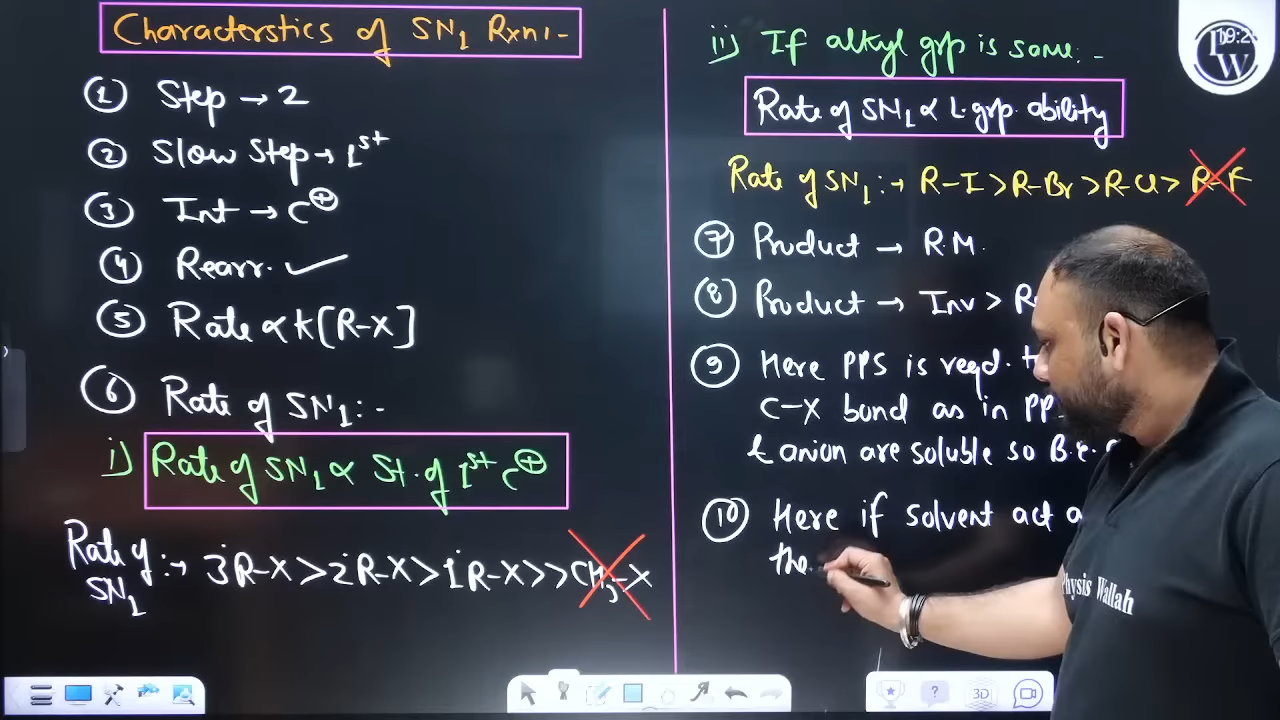 Characterstics of SN1 Rxn:-
① Step → 2
② Slow Step → 1st
③ Int → C⊕
④ Rearr. ✓
⑤ Rate ∝ k[R-X]
⑥ Rate of SN1:-
i) Rate of SN1 ∝ St. of 1st C⊕
Rate of SN1 :→ 3°R-X > 2°R-X > 1°R-X >> CH3-X
ii) If alkyl grp is same:-
Rate of SN1 ∝ L.grp. ability
Rate of SN1 :→ R-I > R-Br > R-Cl > R-F
⑦ Product → R.M.
⑧ Product → Inv > R
⑨ Here PPS is reqd.
C-X bond as in PP
& anion are soluble so B.E.
⑩ Here if solvent act a
the
Physis Wallah
W
3D
?